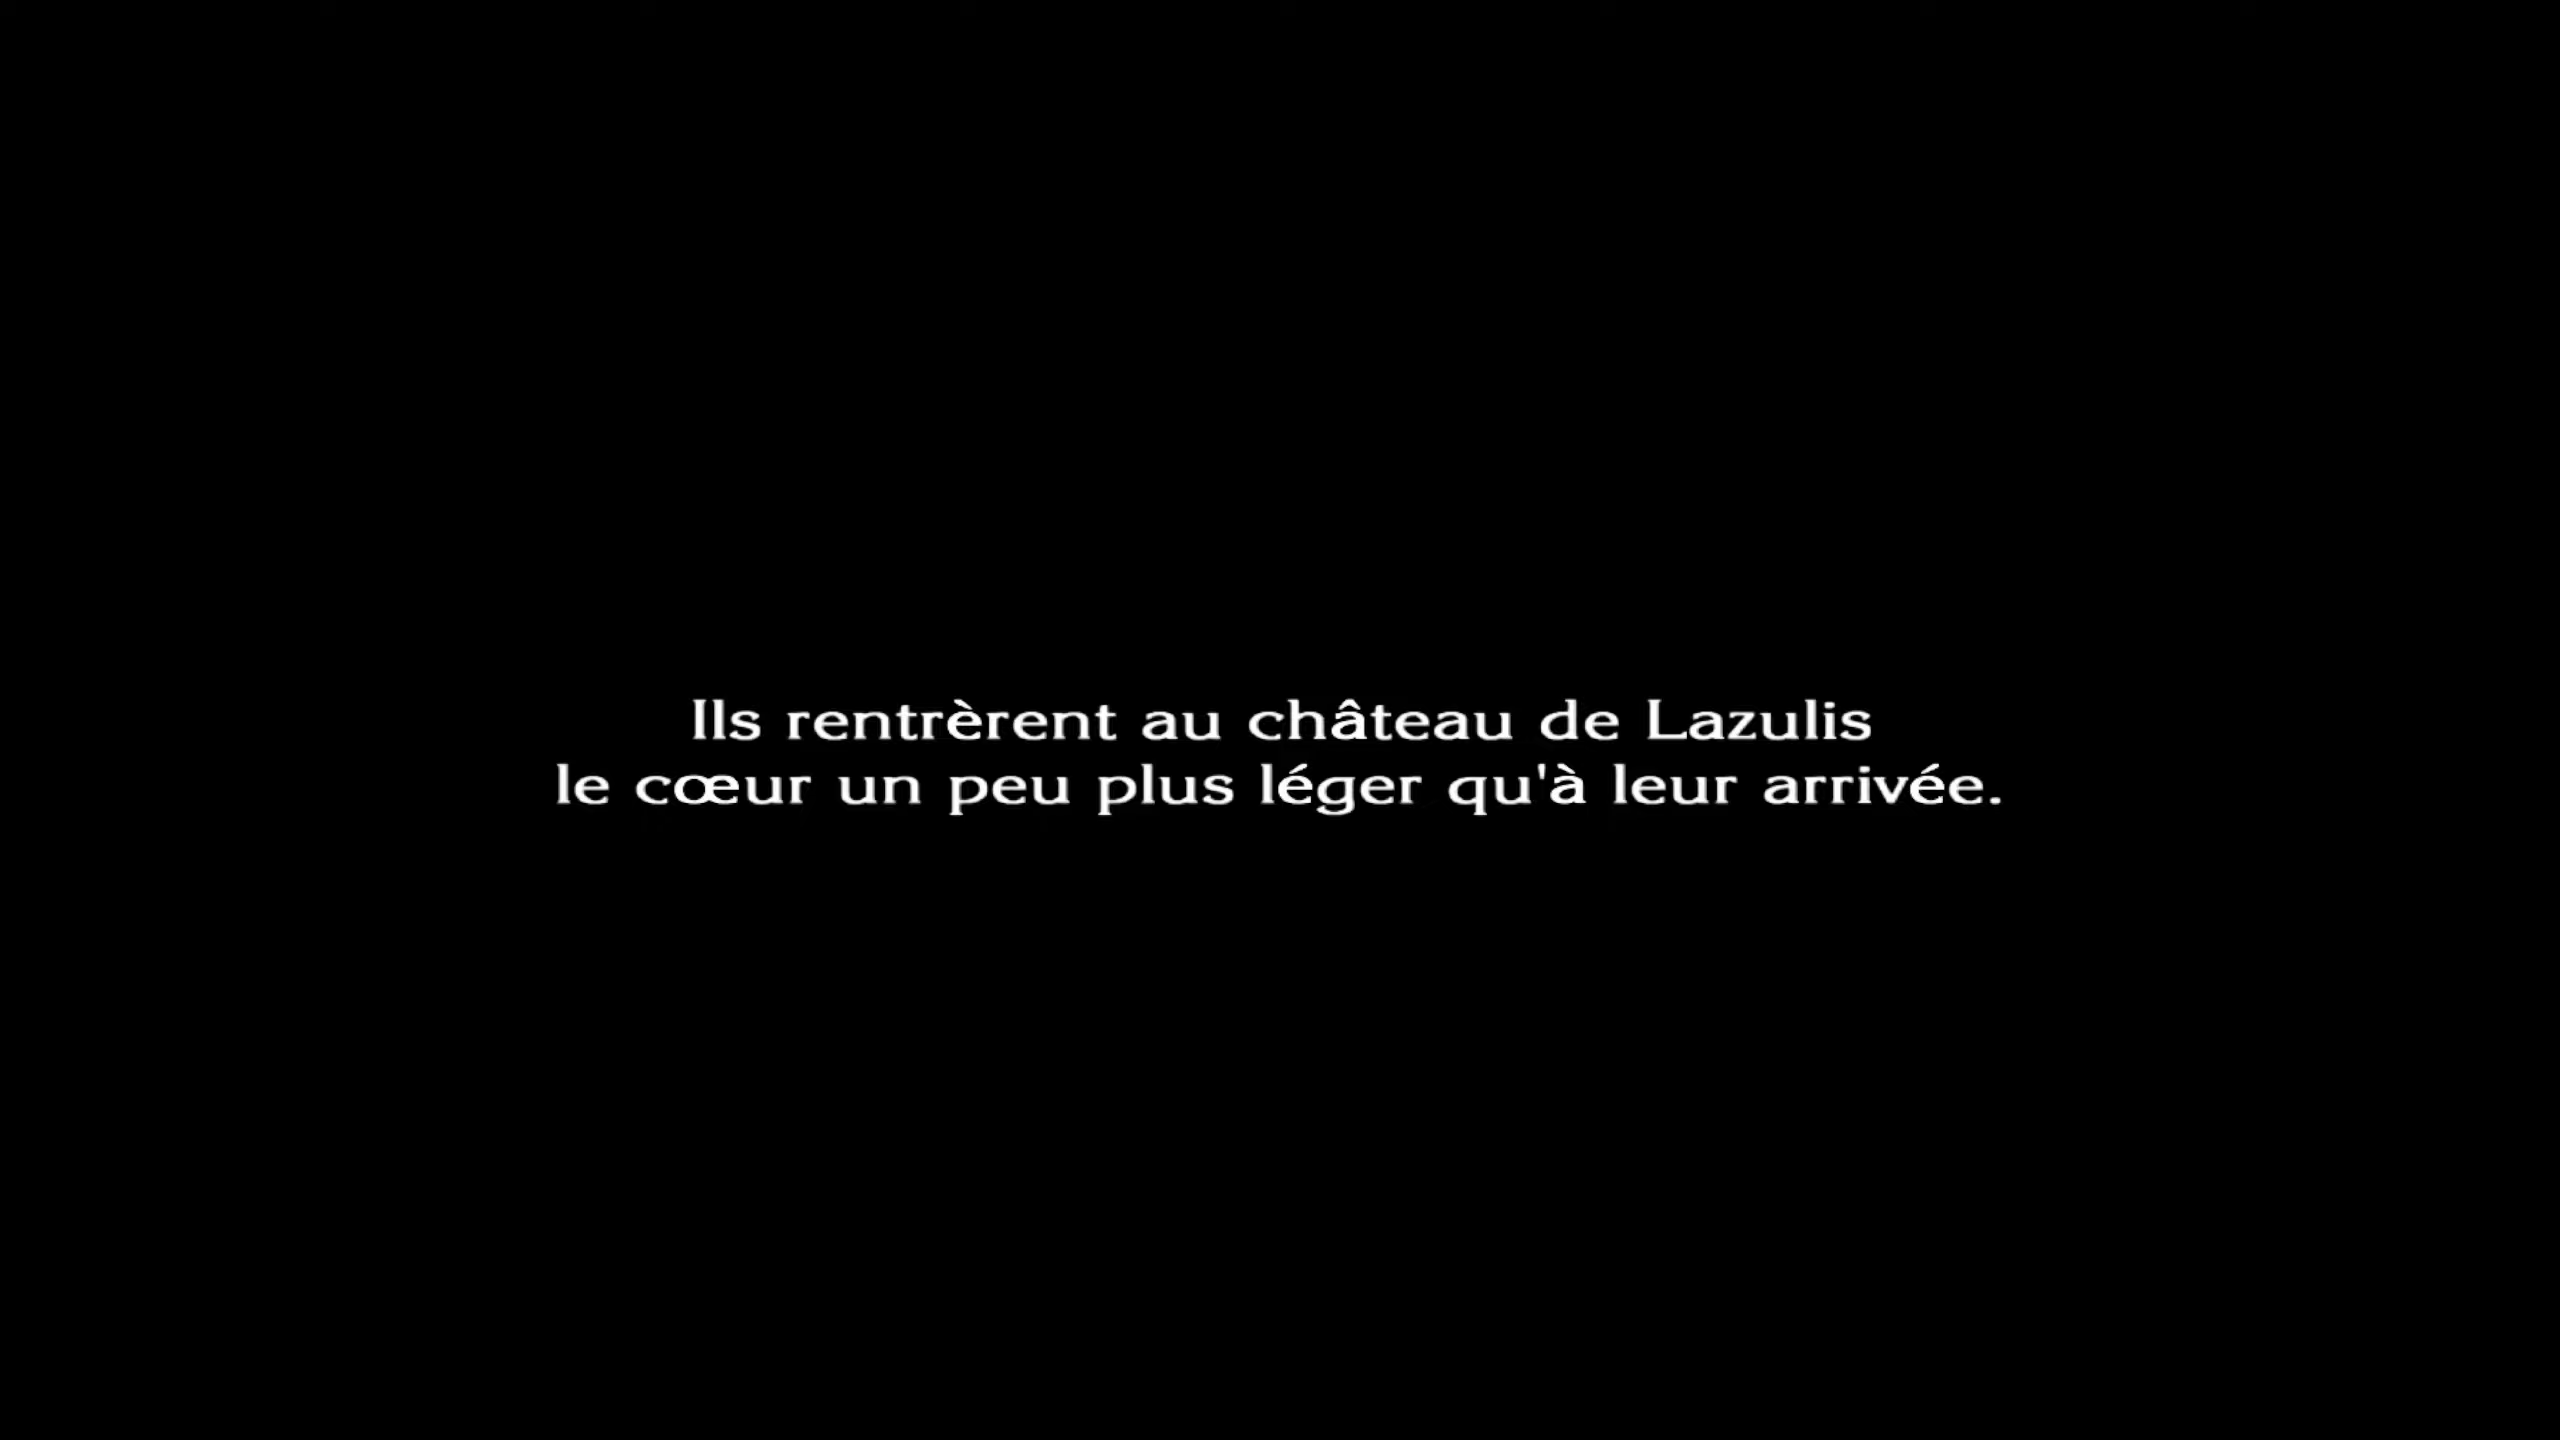 Ils rentrèrent au château de Lazulis
le cœur un peu plus léger qu'à leur arrivée.